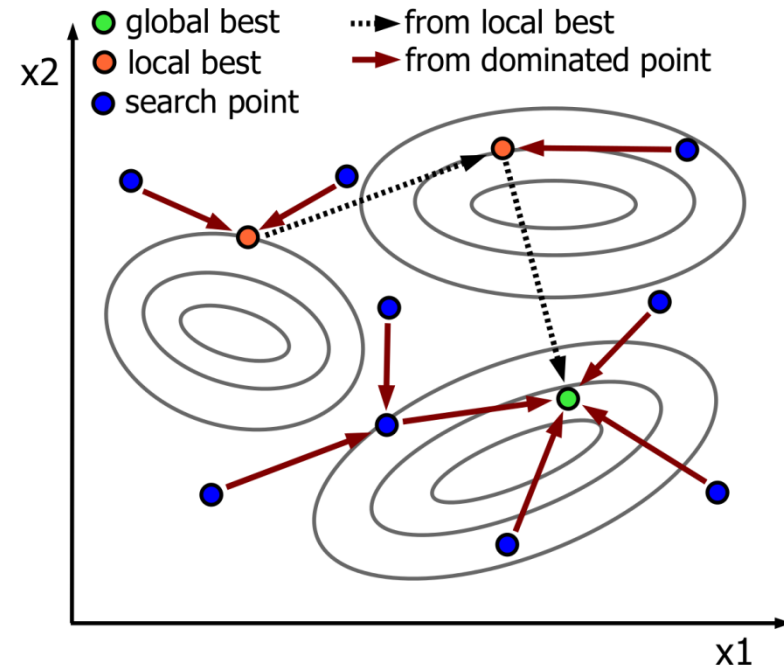 global best
from local best
local best
from dominated point
search point
x2
x1